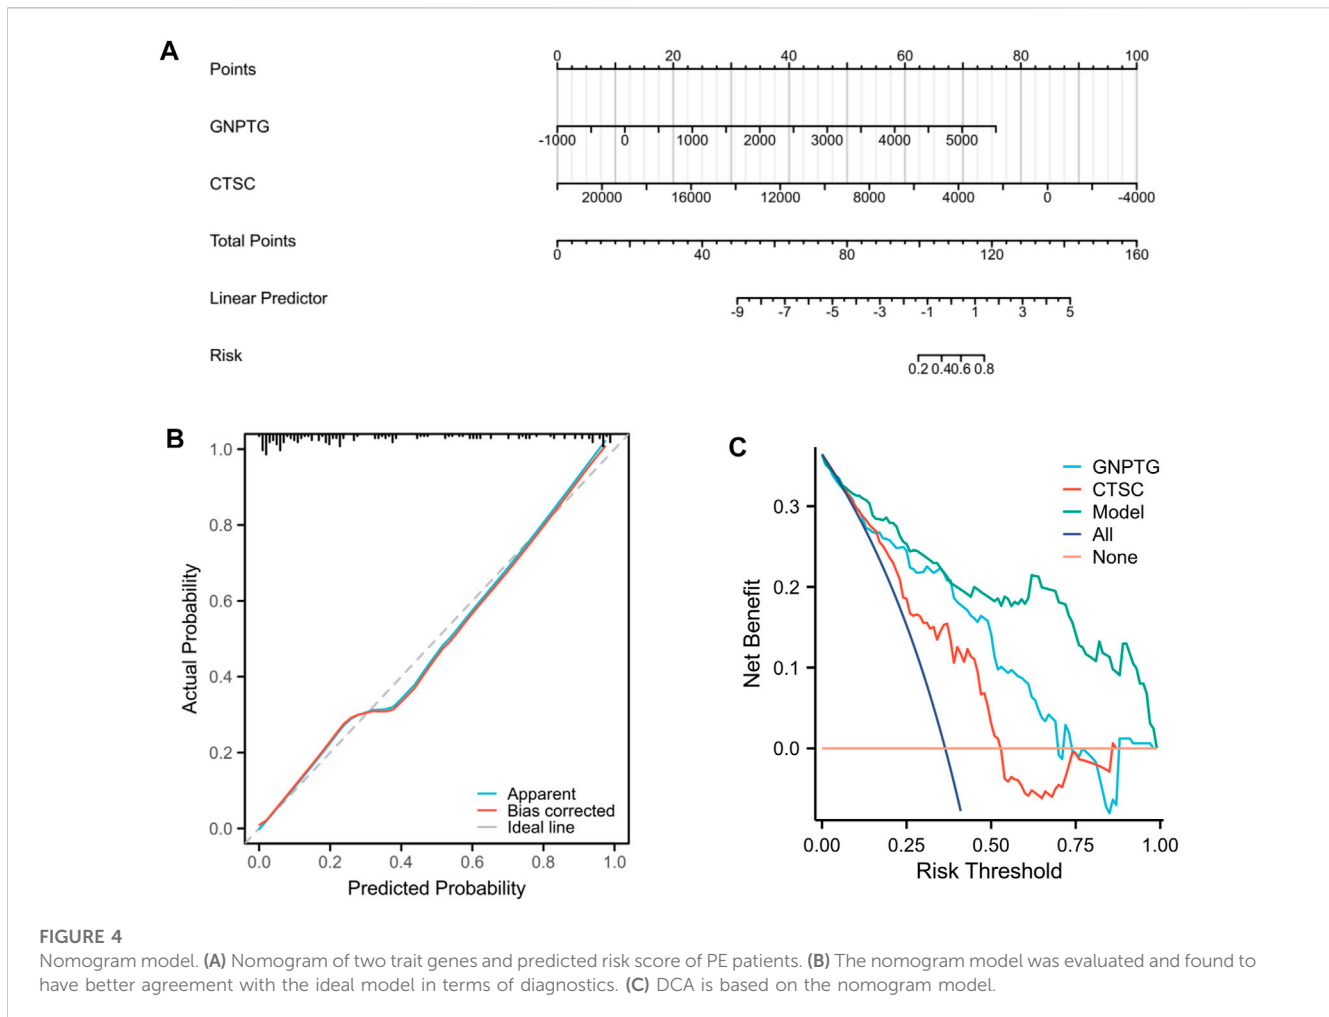 A
Points
0 20 40 60 80 100
GNPTG
-1000 0 1000 2000 3000 4000 5000
CTSC
20000 16000 12000 8000 4000 0 -4000
Total Points
0 40 80 120 160
Linear Predictor
-9 -7 -5 -3 -1 1 3 5
Risk
0.2 0.4 0.6 0.8
B
Actual Probability
1.0
0.8
0.6
0.4
0.2
0.0
Apparent
Bias corrected
Ideal line
0.0 0.2 0.4 0.6 0.8 1.0
Predicted Probability
C
Net Benefit
0.3
0.2
0.1
0.0
GNPTG
CTSC
Model
All
None
0.00 0.25 0.50 0.75 1.00
Risk Threshold
FIGURE 4
Nomogram model. (A) Nomogram of two trait genes and predicted risk score of PE patients. (B) The nomogram model was evaluated and found to
have better agreement with the ideal model in terms of diagnostics. (C) DCA is based on the nomogram model.